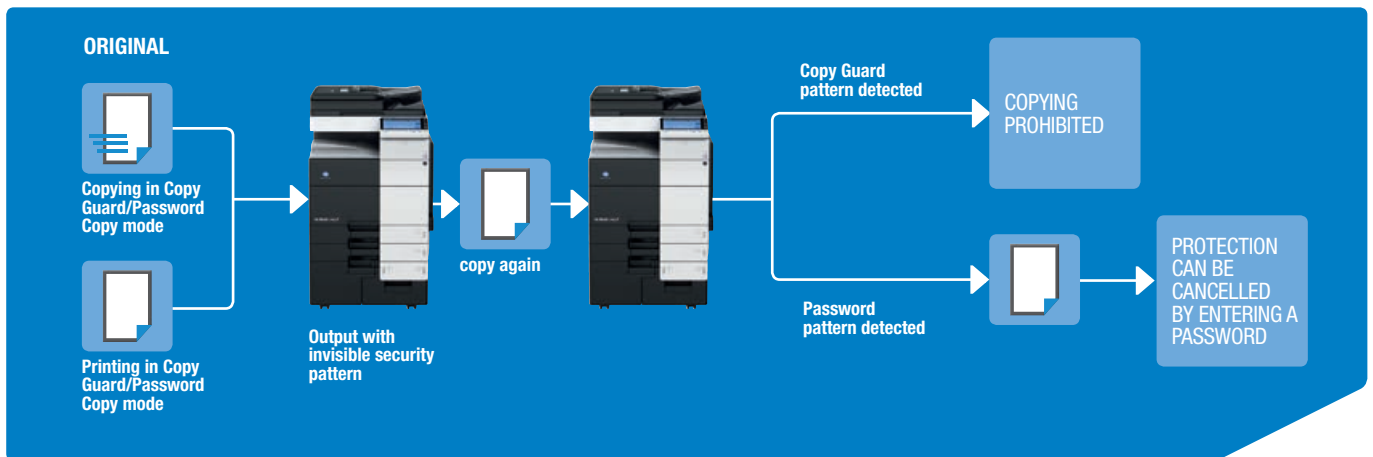 ORIGINAL
Copying in Copy
Guard/Password
Copy mode
Printing in Copy
Guard/Password
Copy mode
Output with
invisible security
pattern
copy again
Copy Guard
pattern detected
COPYING
PROHIBITED
Password
pattern detected
PROTECTION
CAN BE
CANCELLED
BY ENTERING A
PASSWORD